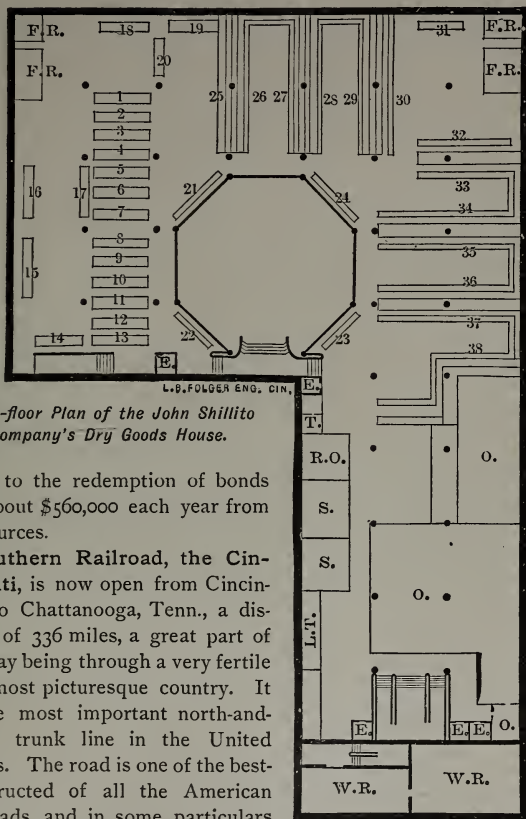 F.R. 18 19 31 F.R.
20
F.R. F.R.
1 25 26 27 28 29 30
2
3 32
4
5 33
16 17 6 21 24
7 34
8 35
9
15 10 36
11
12 22 23 37
14 13 38
E.
L.B.FOLGER ENG. CIN. E.
-floor Plan of the John Shillito
ompany's Dry Goods House.
T.
R.O. O.
to the redemption of bonds
bout $560,000 each year from
urces.
S.
uthern Railroad, the Cin-
ati, is now open from Cincin-
S.
o Chattanooga, Tenn., a dis-
of 336 miles, a great part of
O.
ay being through a very fertile
L.T.
nost picturesque country. It
e most important north-and-
trunk line in the United
E. E. E. O.
s. The road is one of the best-
ructed of all the American
W.R. W.R.
ads, and in some particulars